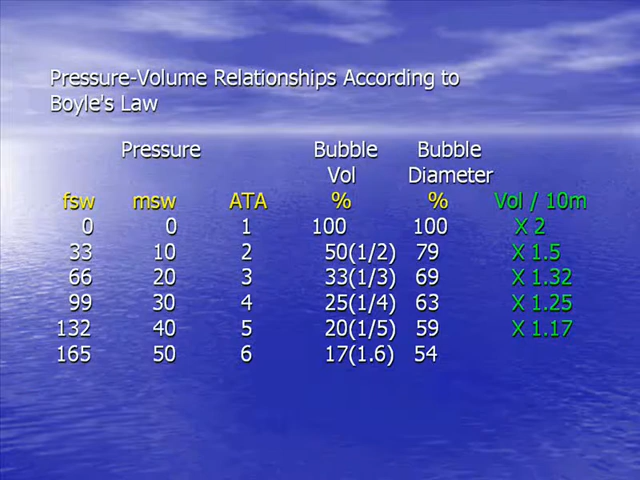 Pressure-Volume Relationships According to
Boyle's Law
Pressure Bubble Bubble
Vol Diameter
fsw msw ATA % % Vol / 10m
0 0 1 100 100 X 2
33 10 2 50(1/2) 79 X 1.5
66 20 3 33(1/3) 69 X 1.32
99 30 4 25(1/4) 63 X 1.25
132 40 5 20(1/5) 59 X 1.17
165 50 6 17(1.6) 54